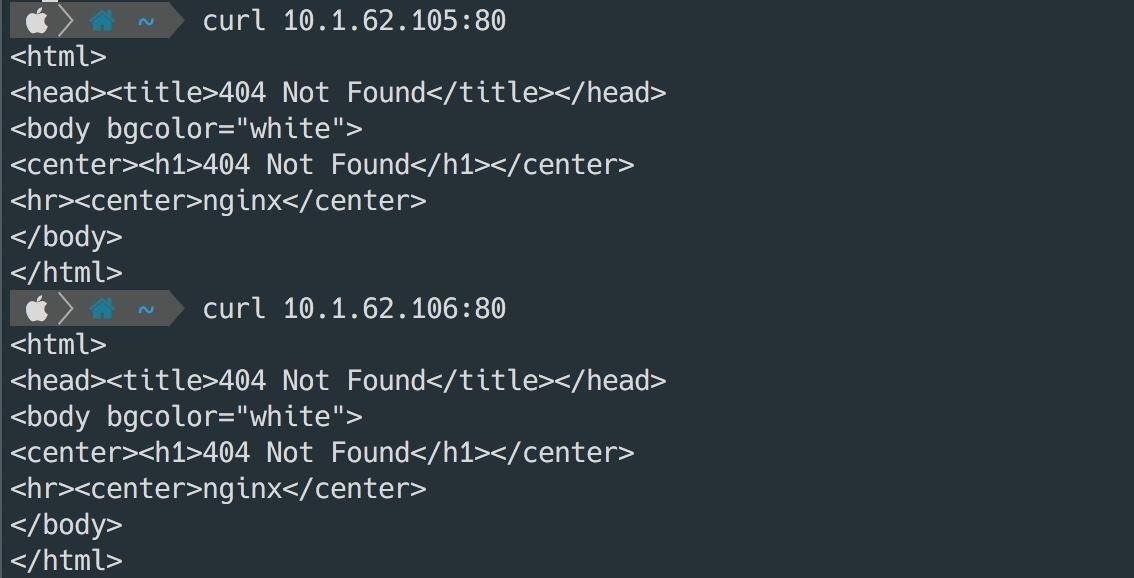 ~ curl 10.1.62.105:80
<html>
<head><title>404 Not Found</title></head>
<body bgcolor="white">
<center><h1>404 Not Found</h1></center>
<hr><center>nginx</center>
</body>
</html>
~ curl 10.1.62.106:80
<html>
<head><title>404 Not Found</title></head>
<body bgcolor="white">
<center><h1>404 Not Found</h1></center>
<hr><center>nginx</center>
</body>
</html>